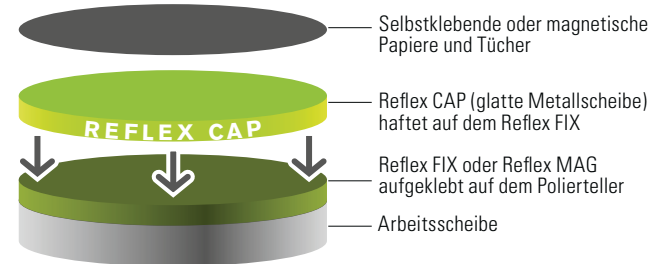 Selbstklebende oder magnetische
Papiere und Tücher
Reflex CAP (glatte Metallscheibe)
haftet auf dem Reflex FIX
REFLEX CAP
Reflex FIX oder Reflex MAG
aufgeklebt auf dem Polierteller
Arbeitsscheibe